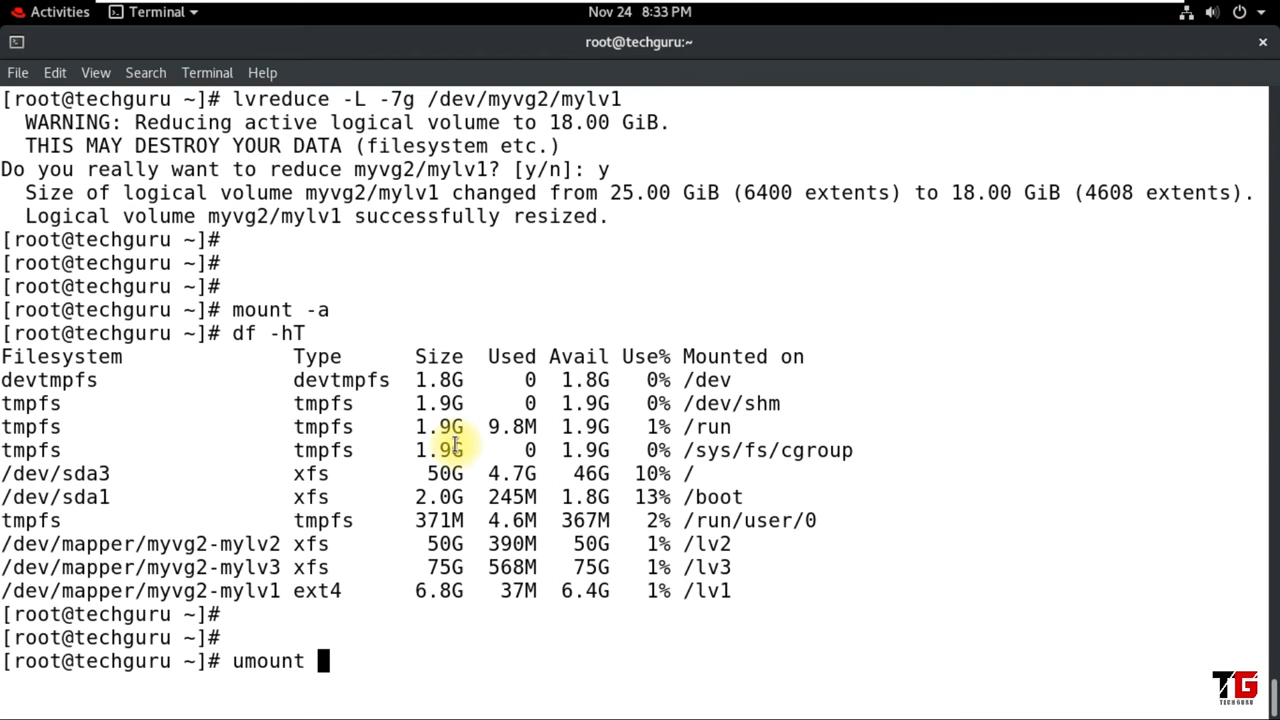 Activities Terminal Nov 24 8:33 PM
root@techguru:~
File Edit View Search Terminal Help
[root@techguru ~]# lvreduce -L -7g /dev/myvg2/mylv1
  WARNING: Reducing active logical volume to 18.00 GiB.
  THIS MAY DESTROY YOUR DATA (filesystem etc.)
Do you really want to reduce myvg2/mylv1? [y/n]: y
  Size of logical volume myvg2/mylv1 changed from 25.00 GiB (6400 extents) to 18.00 GiB (4608 extents).
  Logical volume myvg2/mylv1 successfully resized.
[root@techguru ~]#
[root@techguru ~]#
[root@techguru ~]#
[root@techguru ~]# mount -a
[root@techguru ~]# df -hT
Filesystem              Type      Size  Used Avail Use% Mounted on
devtmpfs                devtmpfs  1.8G     0  1.8G   0% /dev
tmpfs                   tmpfs     1.9G     0  1.9G   0% /dev/shm
tmpfs                   tmpfs     1.9G  9.8M  1.9G   1% /run
tmpfs                   tmpfs     1.9G     0  1.9G   0% /sys/fs/cgroup
/dev/sda3               xfs        50G  4.7G   46G  10% /
/dev/sda1               xfs       2.0G  245M  1.8G  13% /boot
tmpfs                   tmpfs     371M  4.6M  367M   2% /run/user/0
/dev/mapper/myvg2-mylv2 xfs        50G  390M   50G   1% /lv2
/dev/mapper/myvg2-mylv3 xfs        75G  568M   75G   1% /lv3
/dev/mapper/myvg2-mylv1 ext4      6.8G   37M  6.4G   1% /lv1
[root@techguru ~]#
[root@techguru ~]#
[root@techguru ~]# umount
TG
TECH GURU